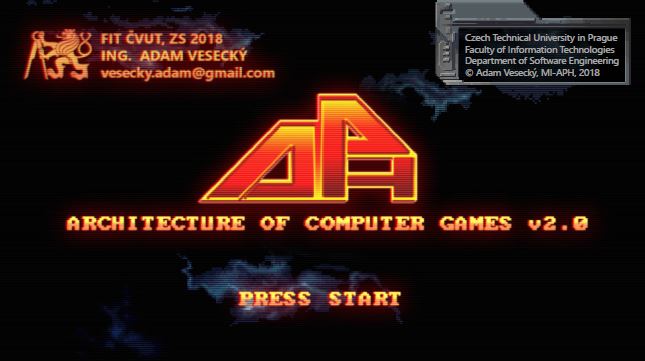 FIT ČVUT, ZS 2018
ING. ADAM VESECKÝ
vesecky.adam@gmail.com
Czech Technical University in Prague
Faculty of Information Technologies
Department of Software Engineering
© Adam Vesecký, MI-APH, 2018
ARCHITECTURE OF COMPUTER GAMES v2.0
PRESS START